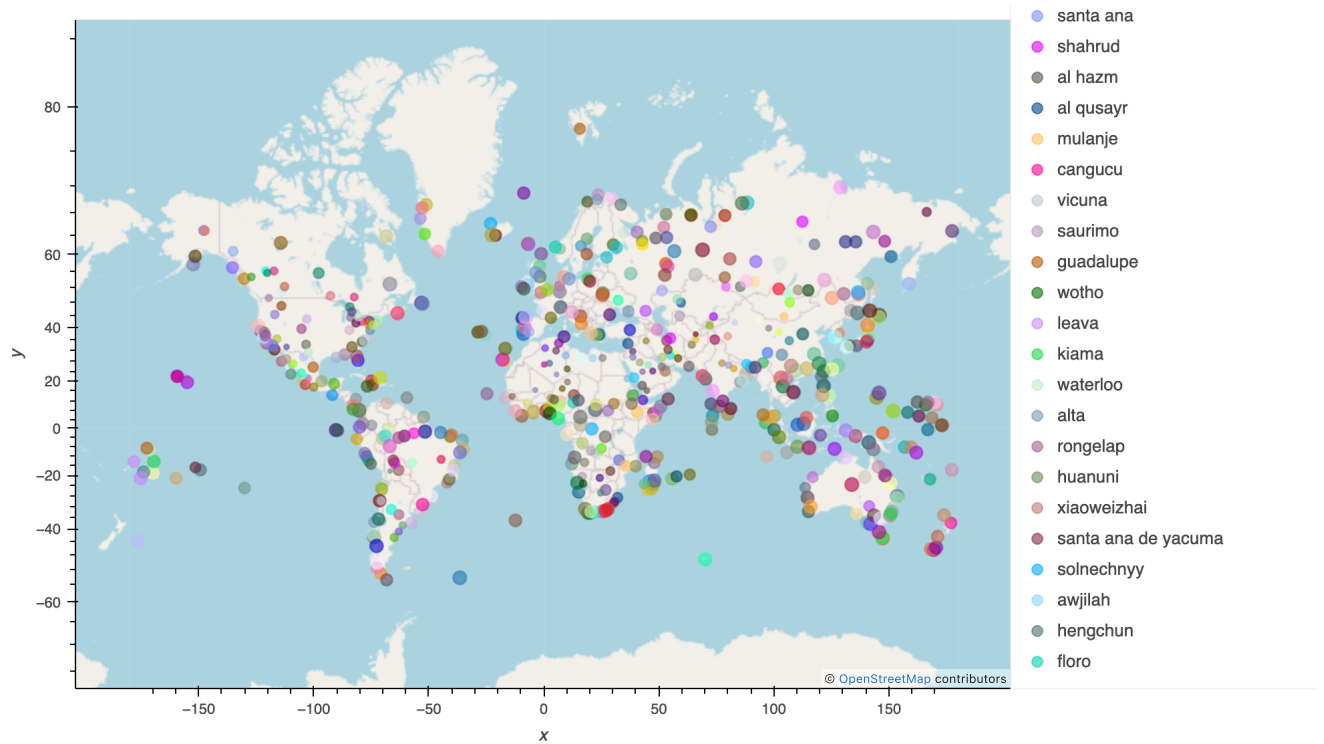 80
60
40
20
0
−20
−40
−60
y
−150
−100
−50
0
50
100
150
x
© OpenStreetMap contributors
santa ana
shahrud
al hazm
al qusayr
mulanje
cangucu
vicuna
saurimo
guadalupe
wotho
leava
kiama
waterloo
alta
rongelap
huanuni
xiaoweizhai
santa ana de yacuma
solnechnyy
awjilah
hengchun
floro